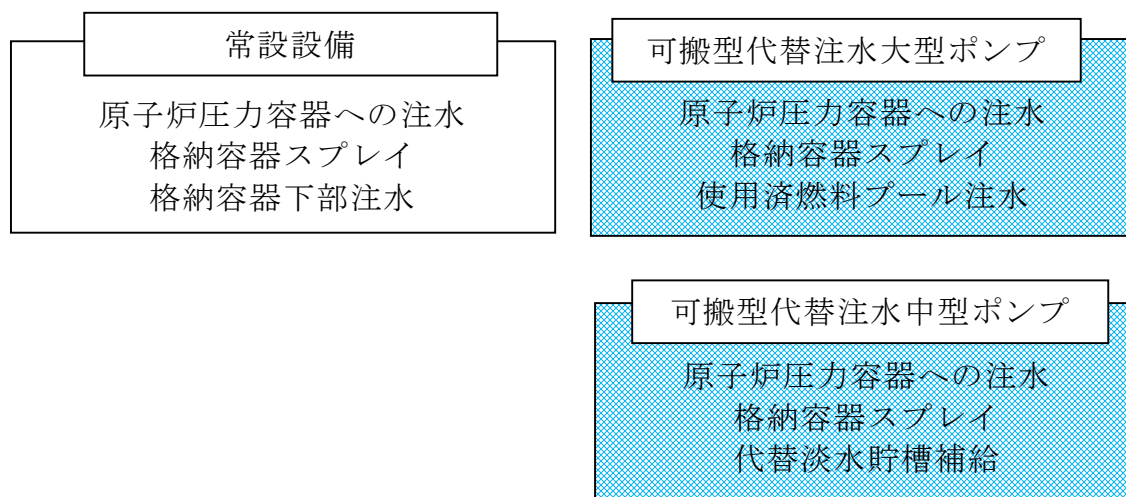 常設設備
原子炉圧力容器への注水
格納容器スプレイ
格納容器下部注水
可搬型代替注水大型ポンプ
原子炉圧力容器への注水
格納容器スプレイ
使用済燃料プール注水
可搬型代替注水中型ポンプ
原子炉圧力容器への注水
格納容器スプレイ
代替淡水貯槽補給